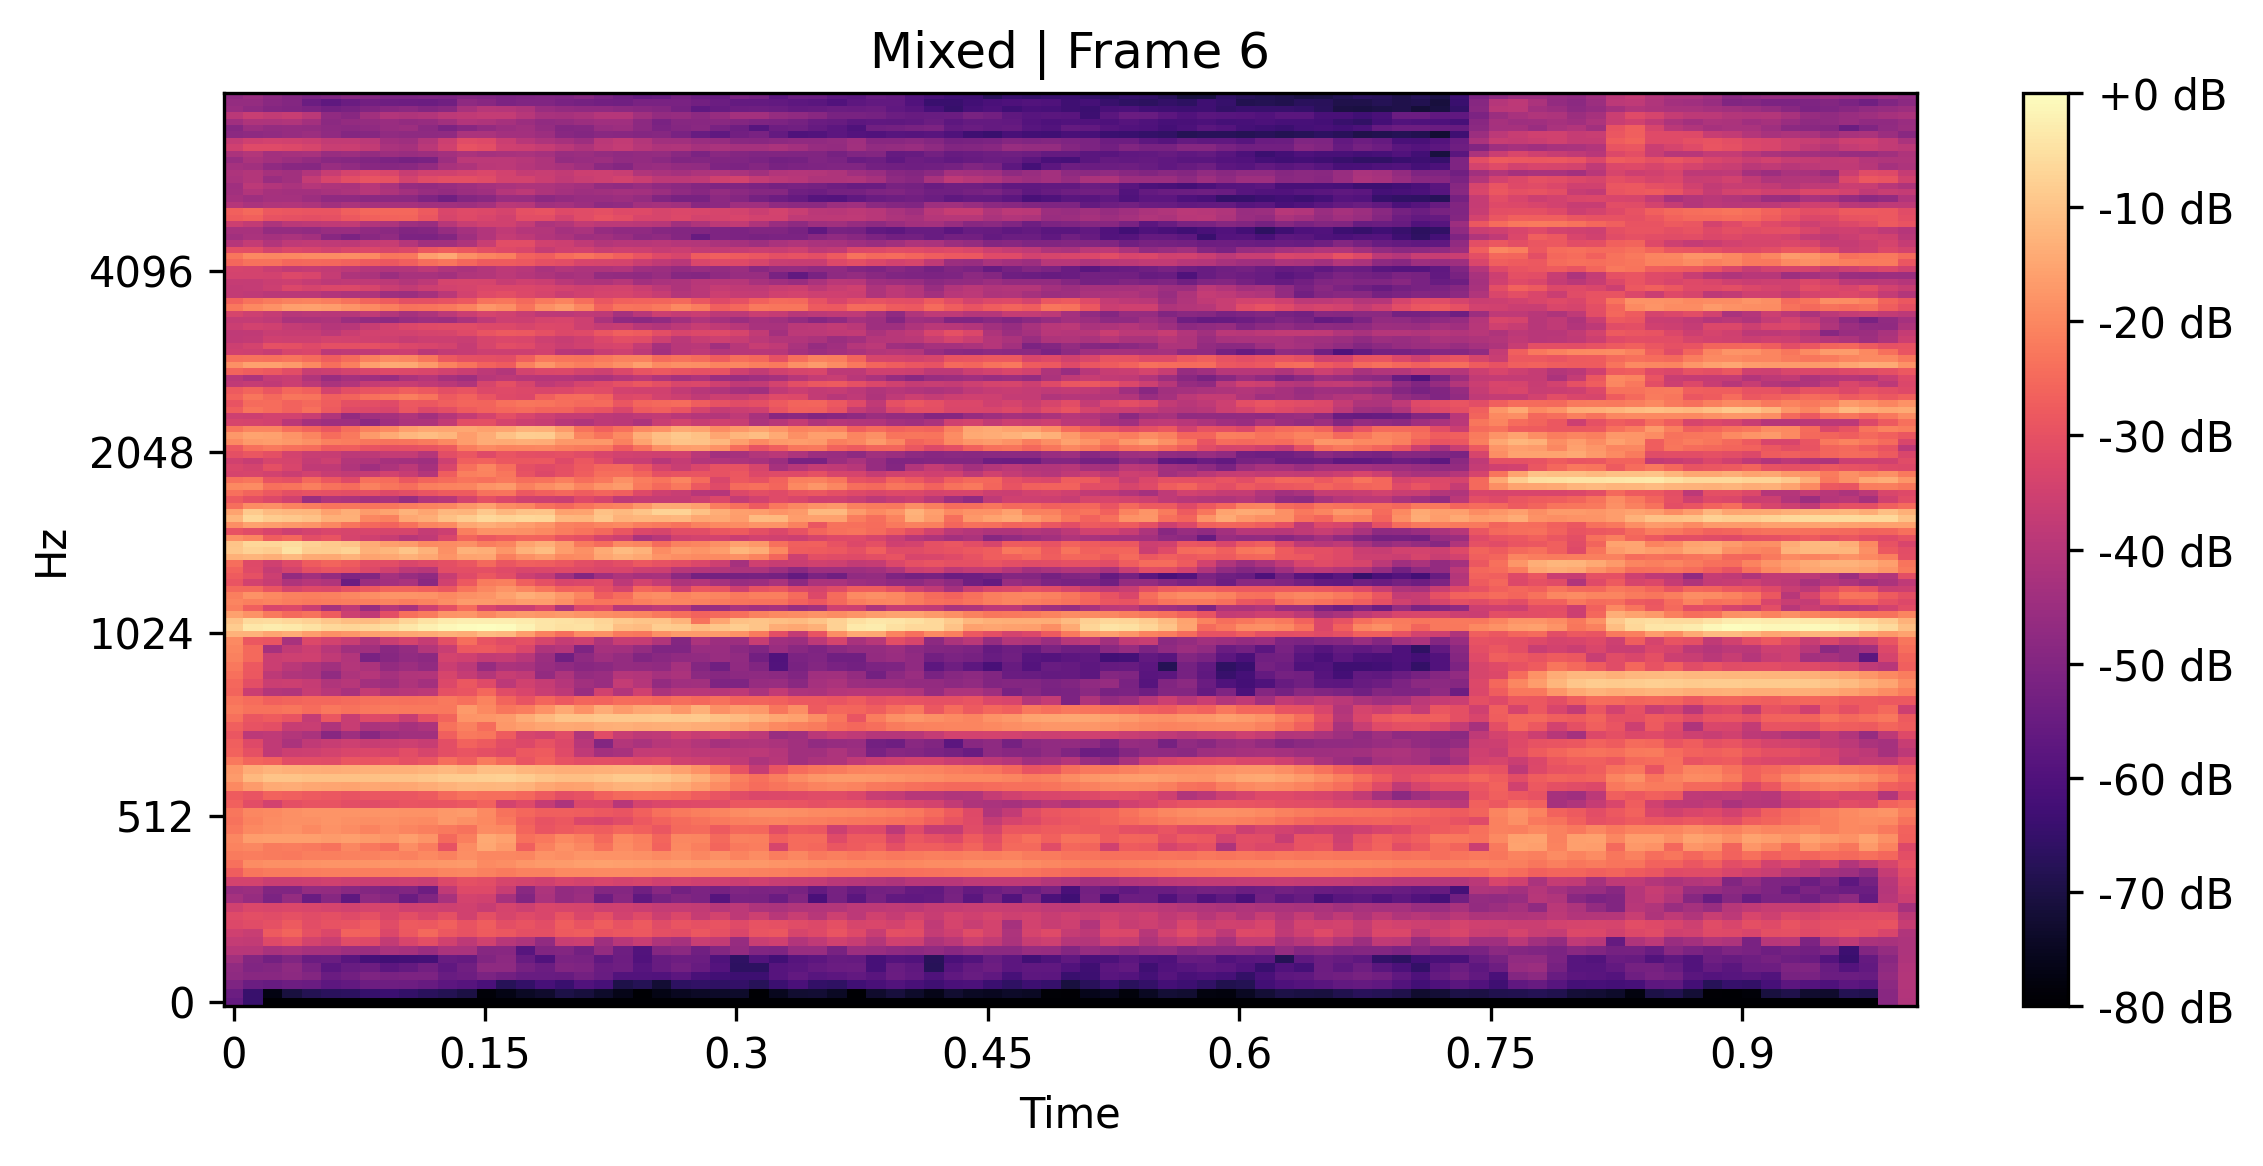 Mixed | Frame 6
Hz
4096
2048
1024
512
0
0 0.15 0.3 0.45 0.6 0.75 0.9
Time
+0 dB
-10 dB
-20 dB
-30 dB
-40 dB
-50 dB
-60 dB
-70 dB
-80 dB